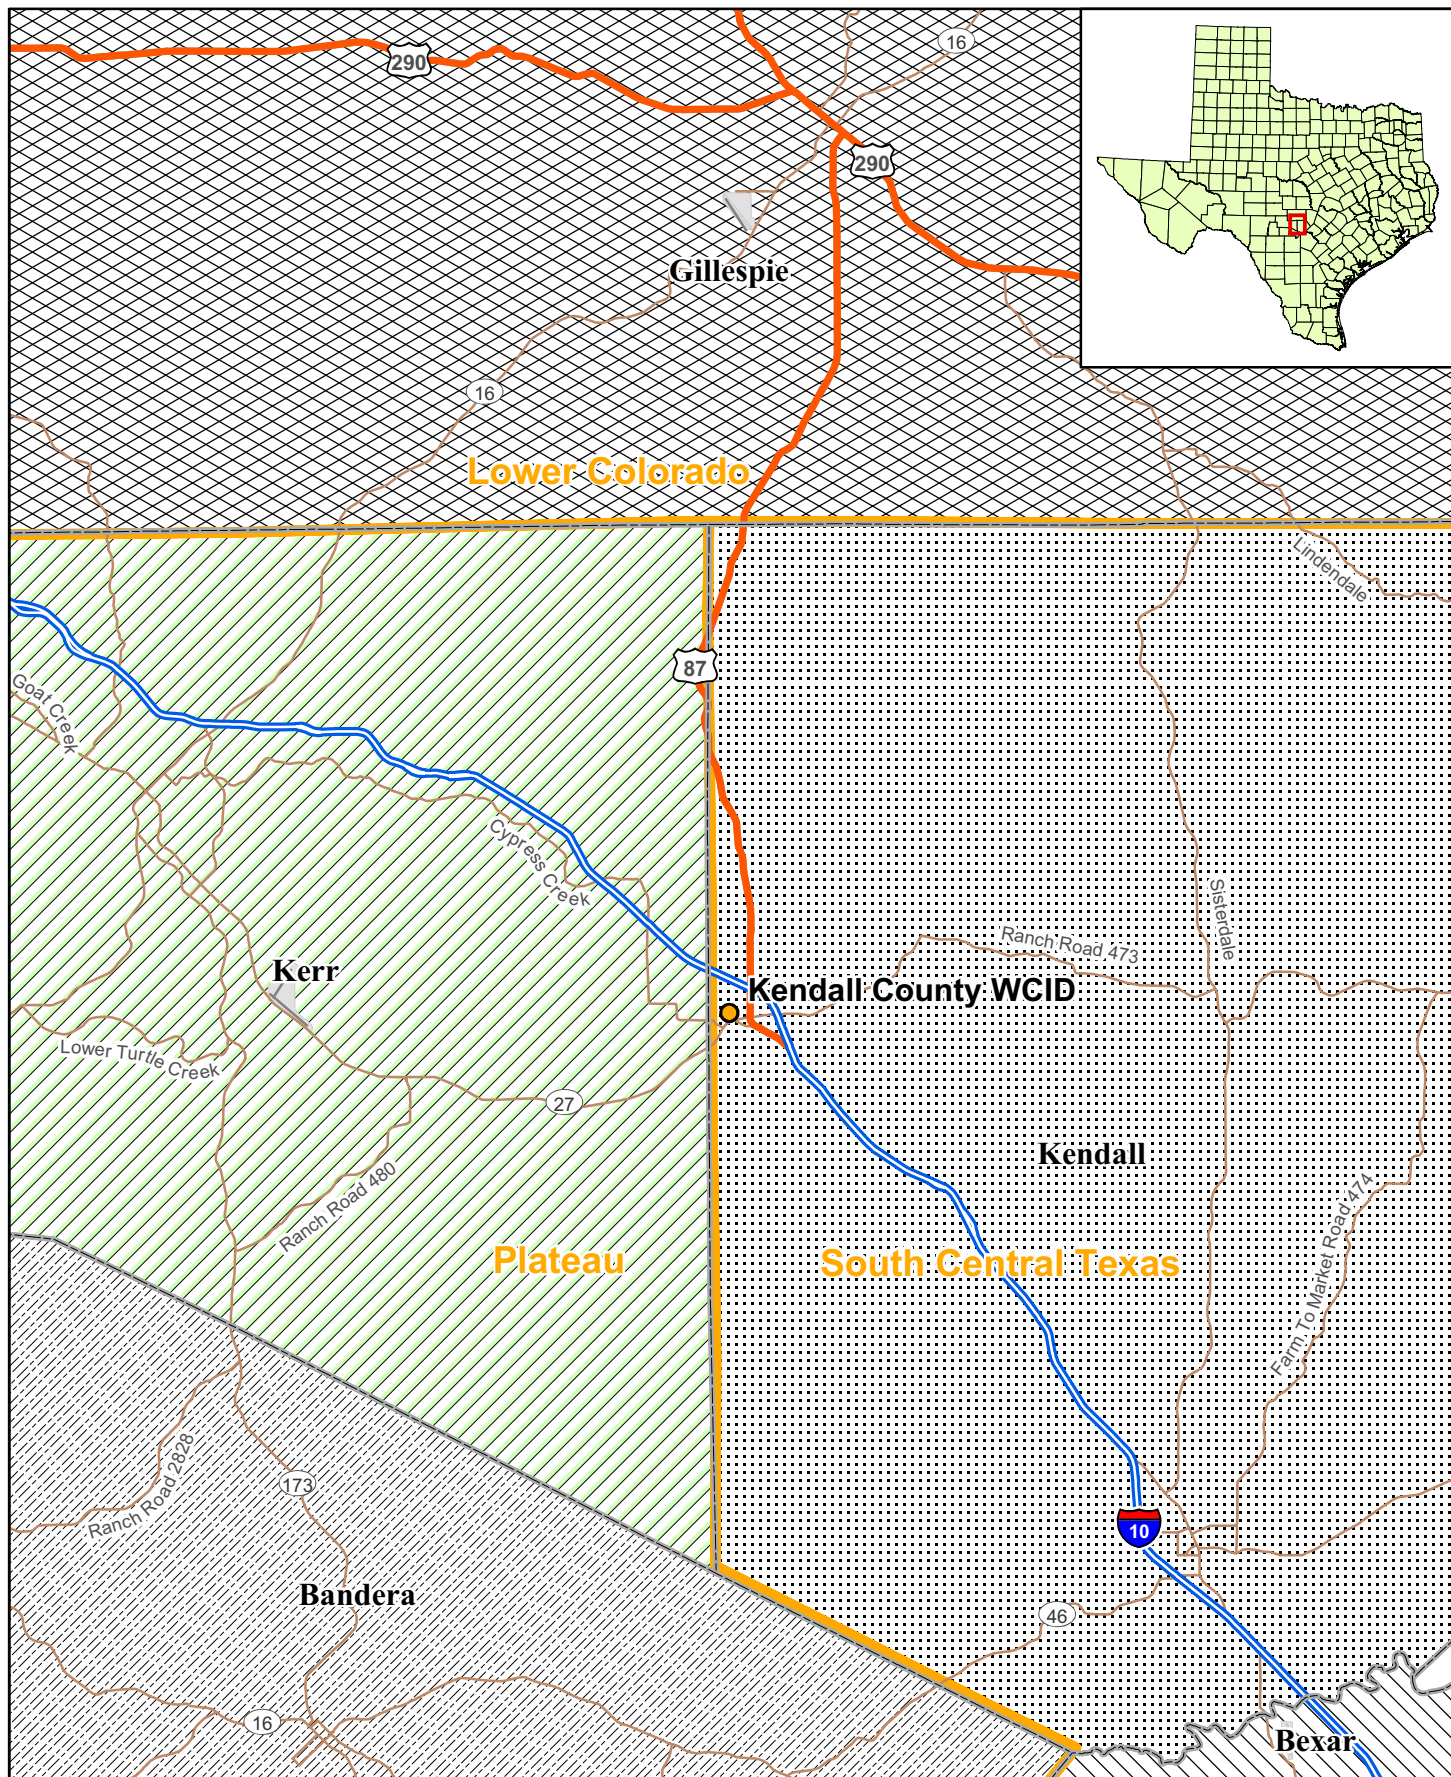 16
290
290
Gillespie
16
Lower Colorado
Lindendale
87
Goat Creek
Cypress Creek
Sisterdale
Ranch Road 473
Kerr
Kendall County WCID
Lower Turtle Creek
27
Kendall
Ranch Road 480
Farm To Market Road 474
Plateau
South Central Texas
Ranch Road 2828
173
10
Bandera
46
16
Bexar